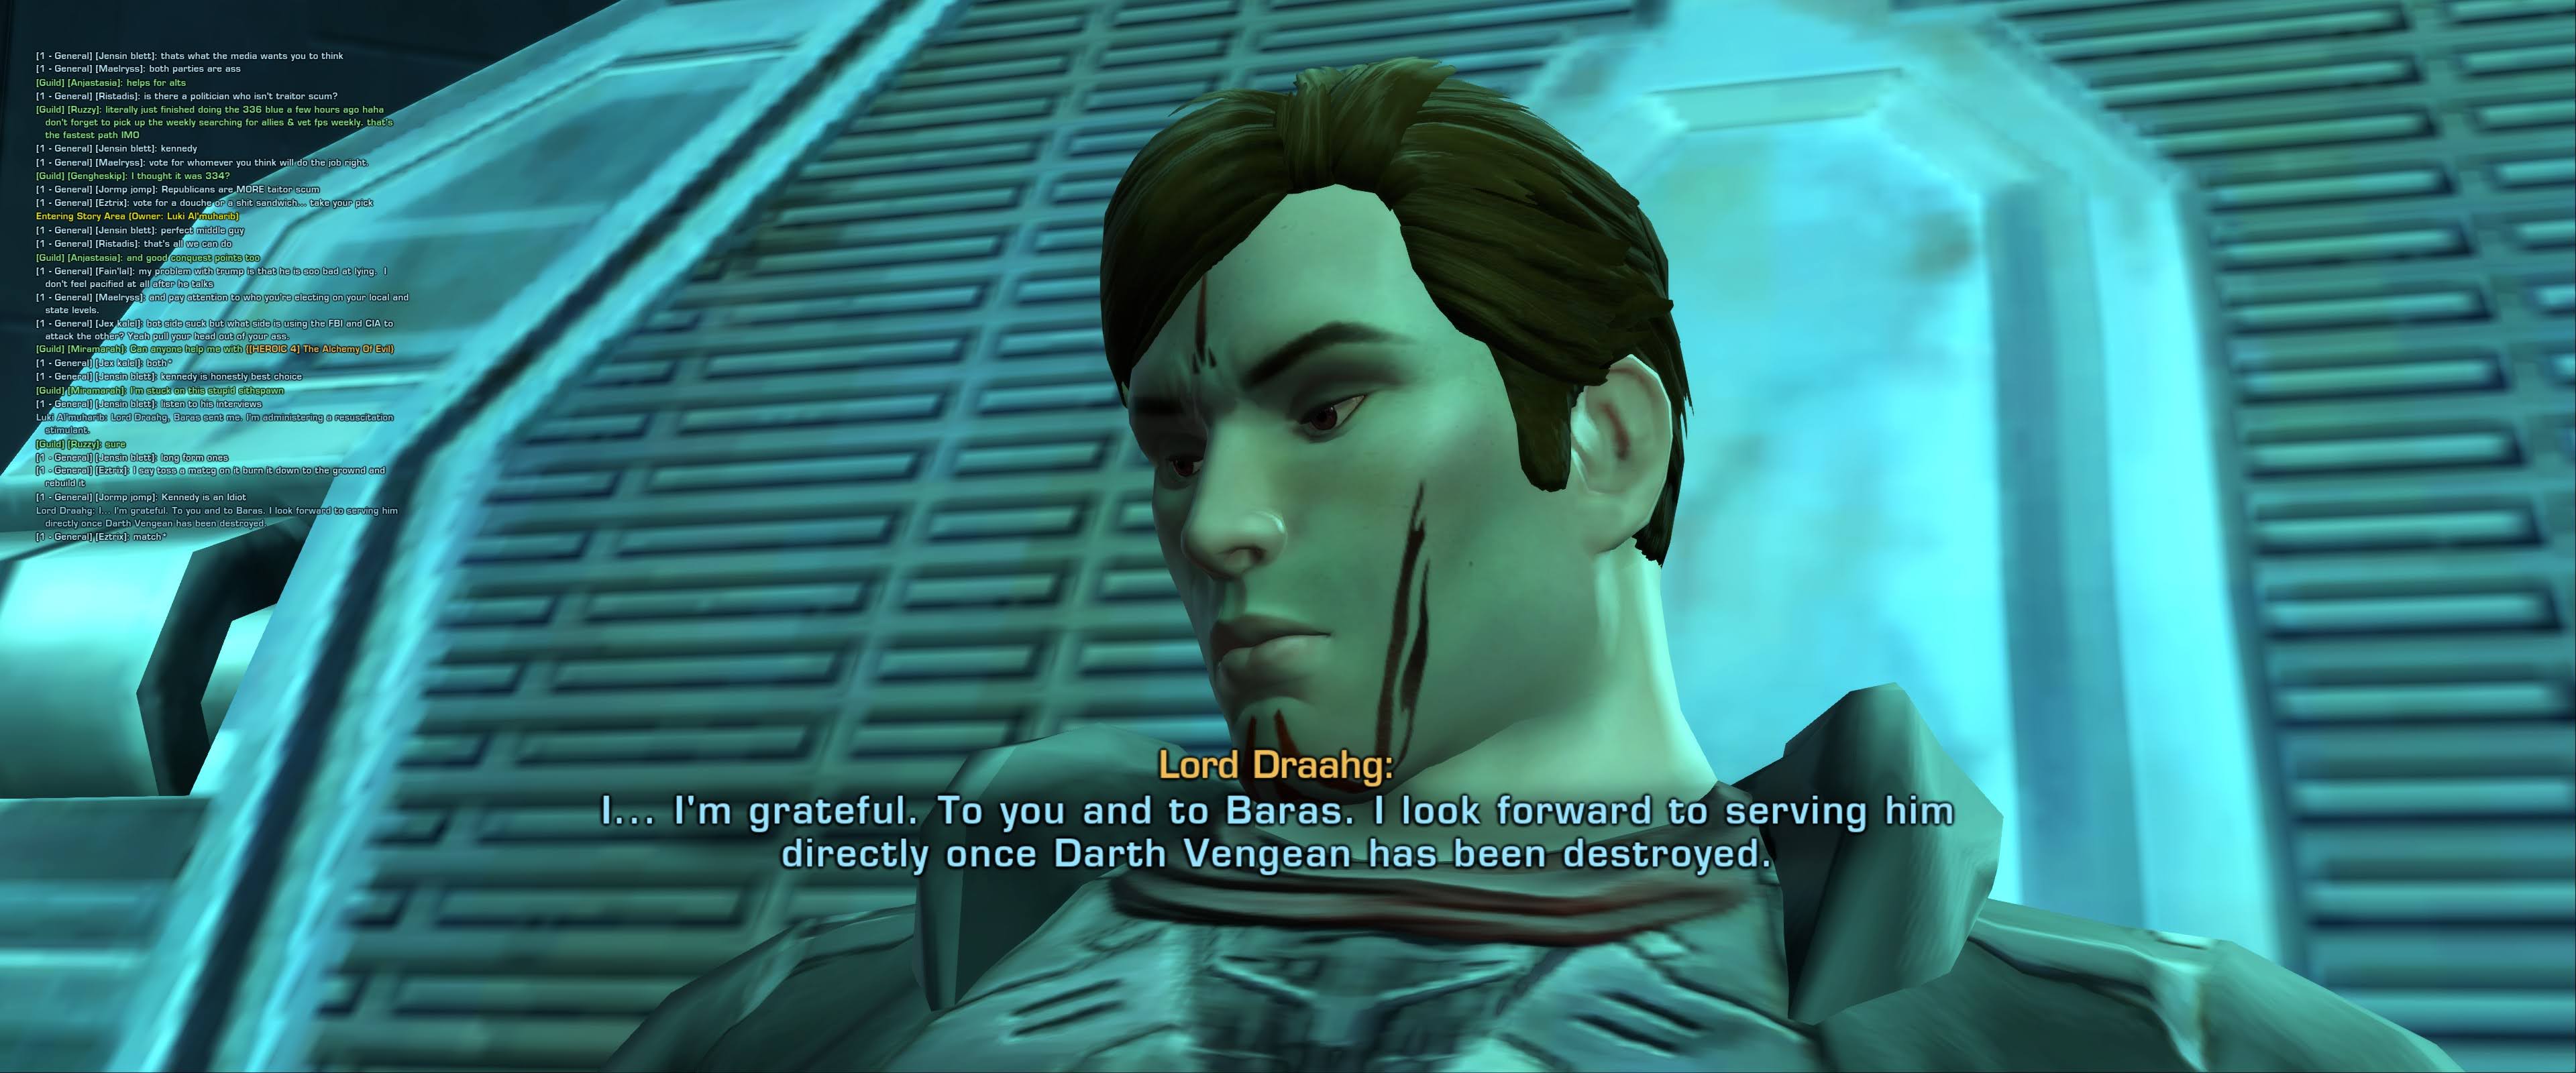 [1 - General] [Jensin blett]: thats what the media wants you to think
[1 - General] [Maelryss]: both parties are ass
[Guild] [Anjastasia]: helps for alts
[1 - General] [Ristadis]: is there a politician who isn't traitor scum?
[Guild] [Ruzzy]: literally just finished doing the 336 blue a few hours ago haha
don't forget to pick up the weekly searching for allies & vet fps weekly. that's
the fastest path IMO
[1 - General] [Jensin blett]: kennedy
[1 - General] [Maelryss]: vote for whomever you think will do the job right.
[Guild] [Gengheskip]: I thought it was 334?
[1 - General] [Jormp jomp]: Republicans are MORE taitor scum
[1 - General] [Eztrix]: vote for a douche or a shit sandwich... take your pick
Entering Story Area (Owner: Luki Al'muharib)
[1 - General] [Jensin blett]: perfect middle guy
[1 - General] [Ristadis]: that's all we can do
[Guild] [Anjastasia]: and good conquest points too
[1 - General] [Fain'lal]: my problem with trump is that he is soo bad at lying.  I
don't feel pacified at all after he talks
[1 - General] [Maelryss]: and pay attention to who you're electing on your local and
state levels.
[1 - General] [Jex kalel]: bot side suck but what side is using the FBI and CIA to
attack the other? Yeah pull your head out of your ass.
[Guild] [Miramarah]: Can anyone help me with ([HEROIC 4] The Alchemy Of Evil)
[1 - General] [Jex kalel]: both*
[1 - General] [Jensin blett]: kennedy is honestly best choice
[Guild] [Miramarah]: I'm stuck on this stupid sithspawn
[1 - General] [Jensin blett]: listen to his interviews
Luki Al'muharib: Lord Draahg, Baras sent me. I'm administering a resuscitation
stimulant.
[Guild] [Ruzzy]: sure
[1 - General] [Jensin blett]: long form ones
[1 - General] [Eztrix]: I say toss a matcg on it burn it down to the grownd and
rebuild it
[1 - General] [Jormp jomp]: Kennedy is an Idiot
Lord Draahg: I... I'm grateful. To you and to Baras. I look forward to serving him
directly once Darth Vengean has been destroyed.
[1 - General] [Eztrix]: match*
Lord Draahg:
I... I'm grateful. To you and to Baras. I look forward to serving him
directly once Darth Vengean has been destroyed.